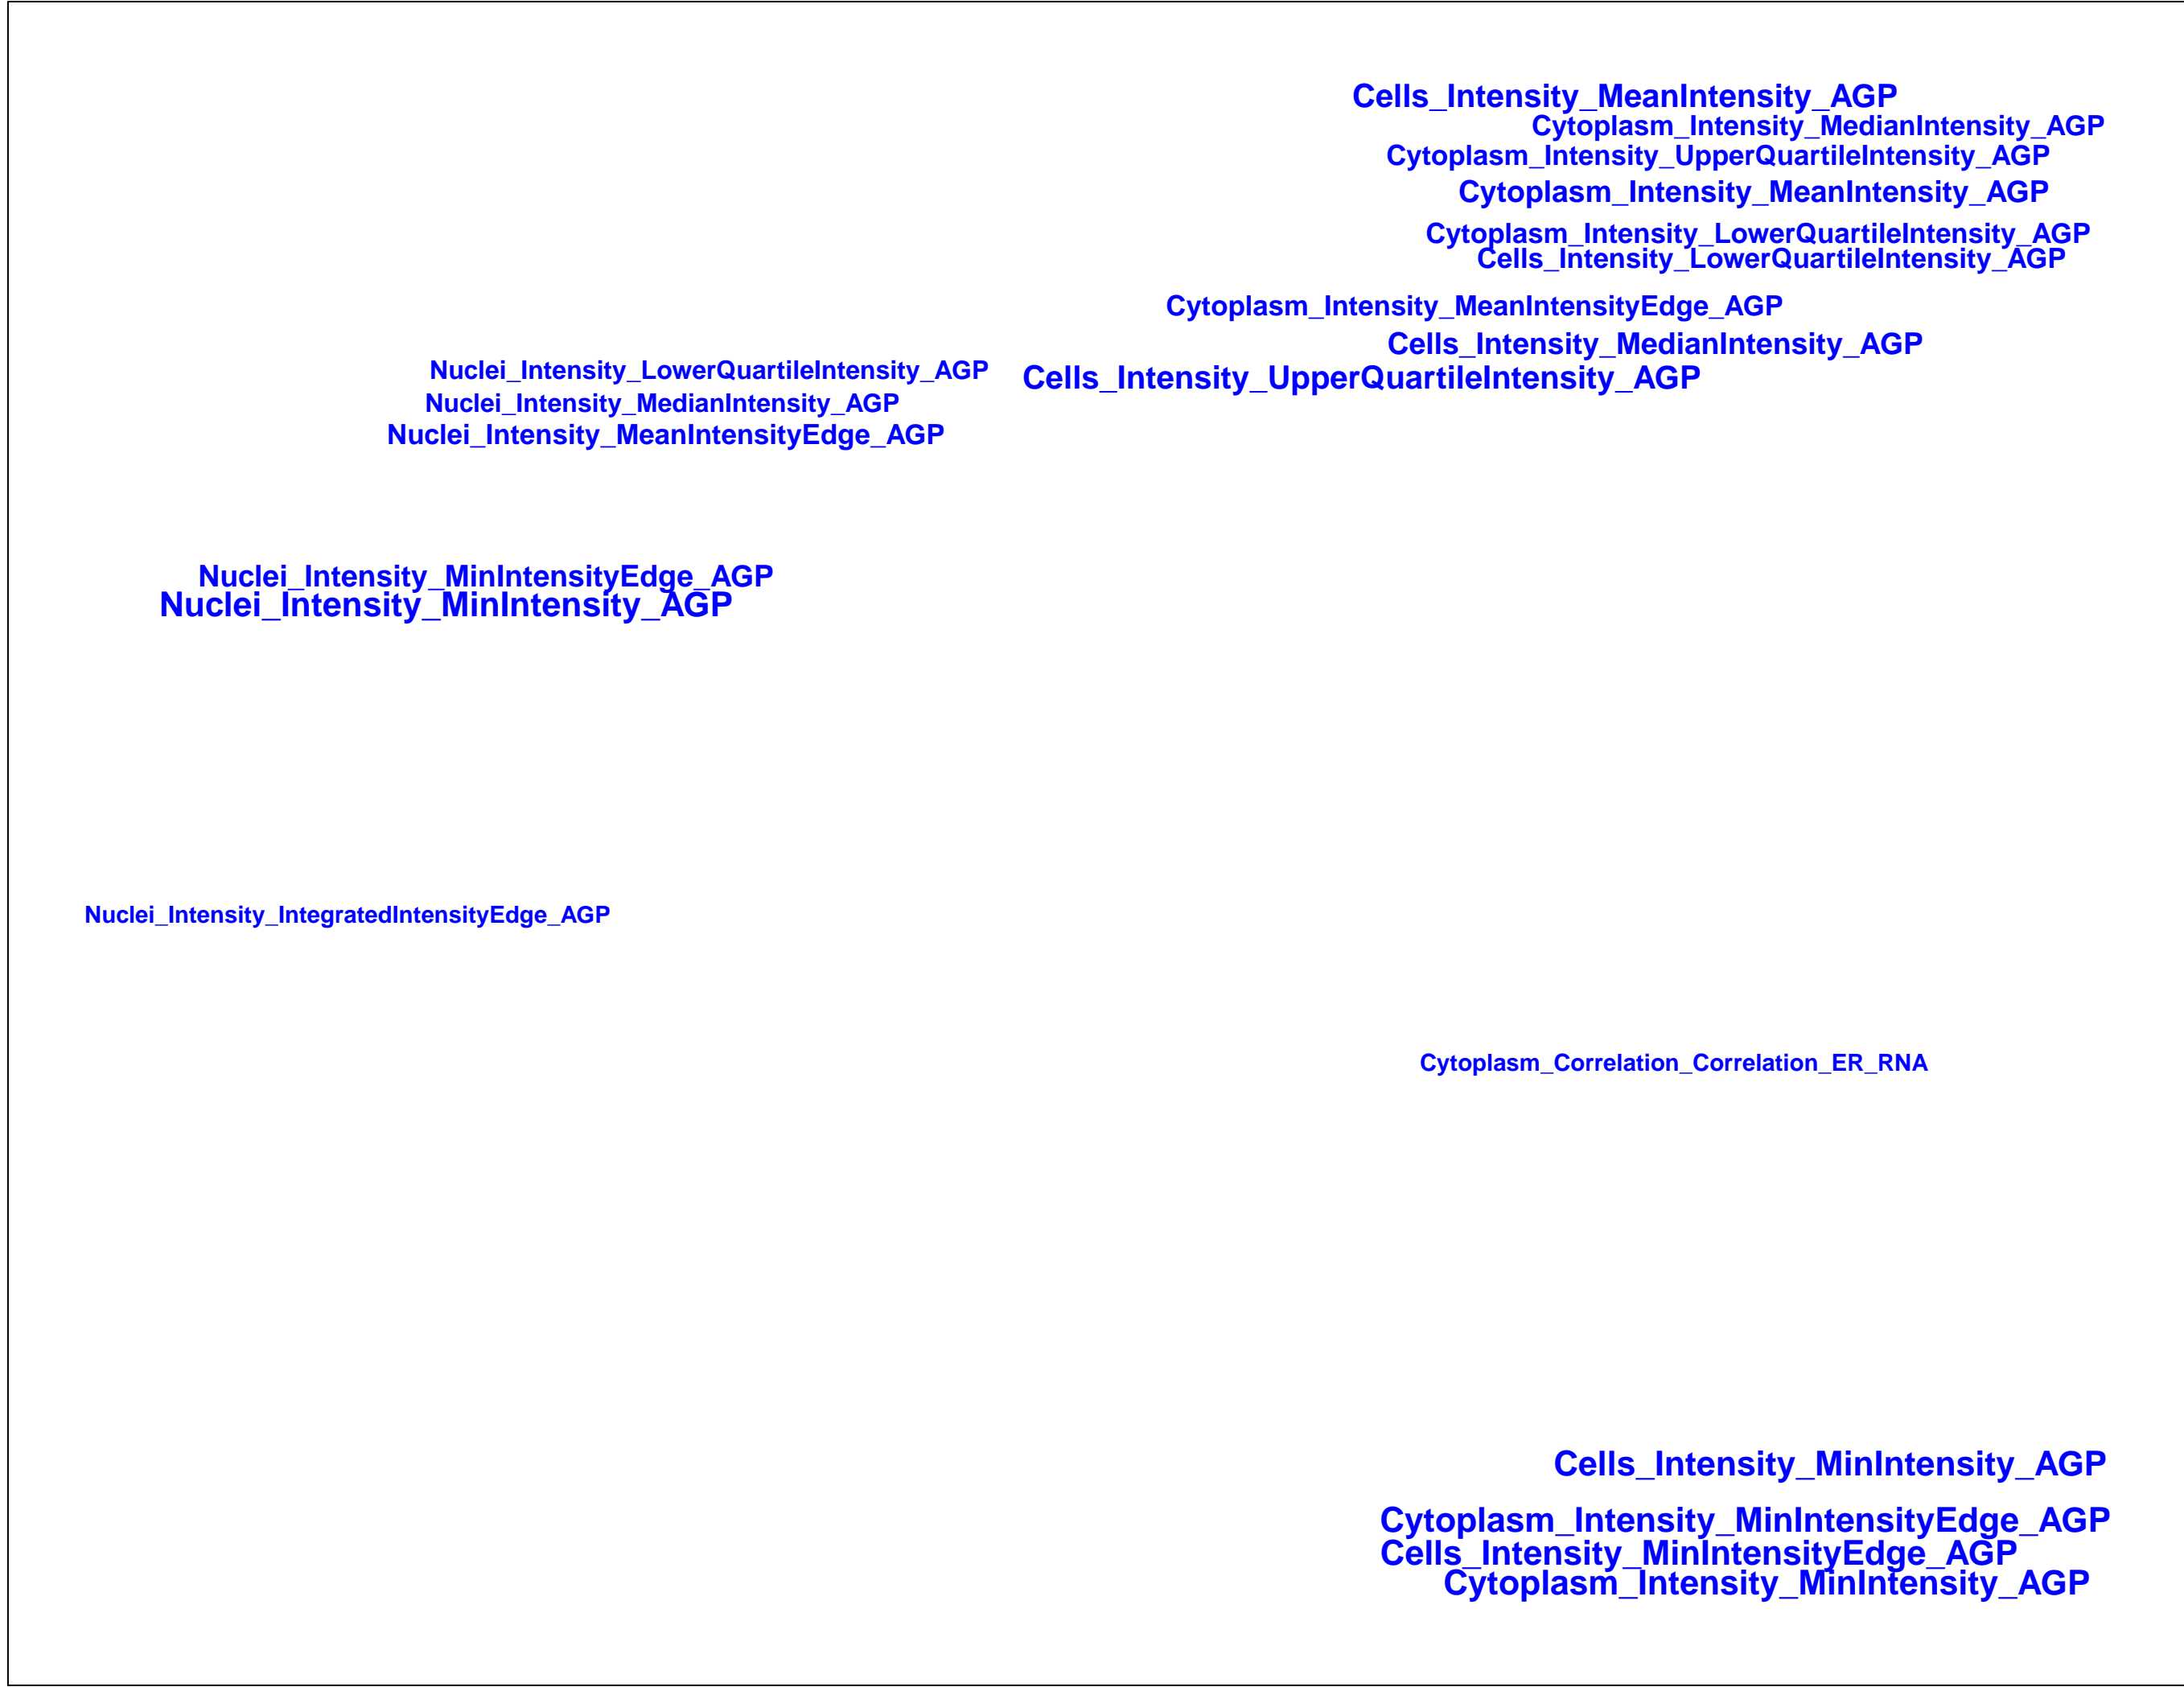 Cells_Intensity_MeanIntensity_AGP
Cytoplasm_Intensity_MedianIntensity_AGP
Cytoplasm_Intensity_UpperQuartileIntensity_AGP
Cytoplasm_Intensity_MeanIntensity_AGP
Cytoplasm_Intensity_LowerQuartileIntensity_AGP
Cells_Intensity_LowerQuartileIntensity_AGP
Cytoplasm_Intensity_MeanIntensityEdge_AGP
Cells_Intensity_MedianIntensity_AGP
Nuclei_Intensity_LowerQuartileIntensity_AGP
Cells_Intensity_UpperQuartileIntensity_AGP
Nuclei_Intensity_MedianIntensity_AGP
Nuclei_Intensity_MeanIntensityEdge_AGP
Nuclei_Intensity_MinIntensityEdge_AGP
Nuclei_Intensity_MinIntensity_AGP
Nuclei_Intensity_IntegratedIntensityEdge_AGP
Cytoplasm_Correlation_Correlation_ER_RNA
Cells_Intensity_MinIntensity_AGP
Cytoplasm_Intensity_MinIntensityEdge_AGP
Cells_Intensity_MinIntensityEdge_AGP
Cytoplasm_Intensity_MinIntensity_AGP